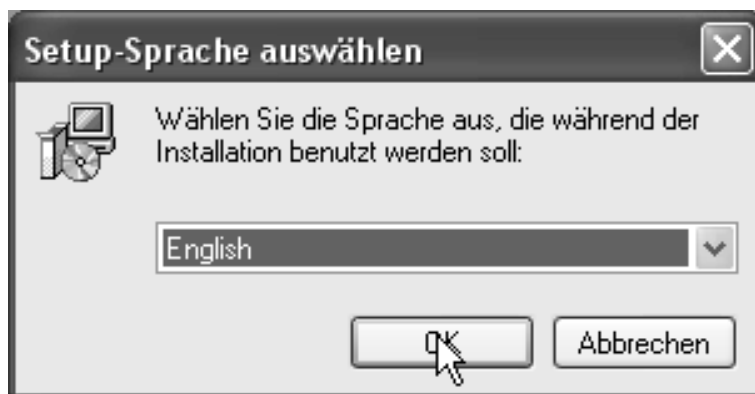 Setup-Sprache auswählen
Wählen Sie die Sprache aus, die während der
Installation benutzt werden soll:
English
OK
Abbrechen